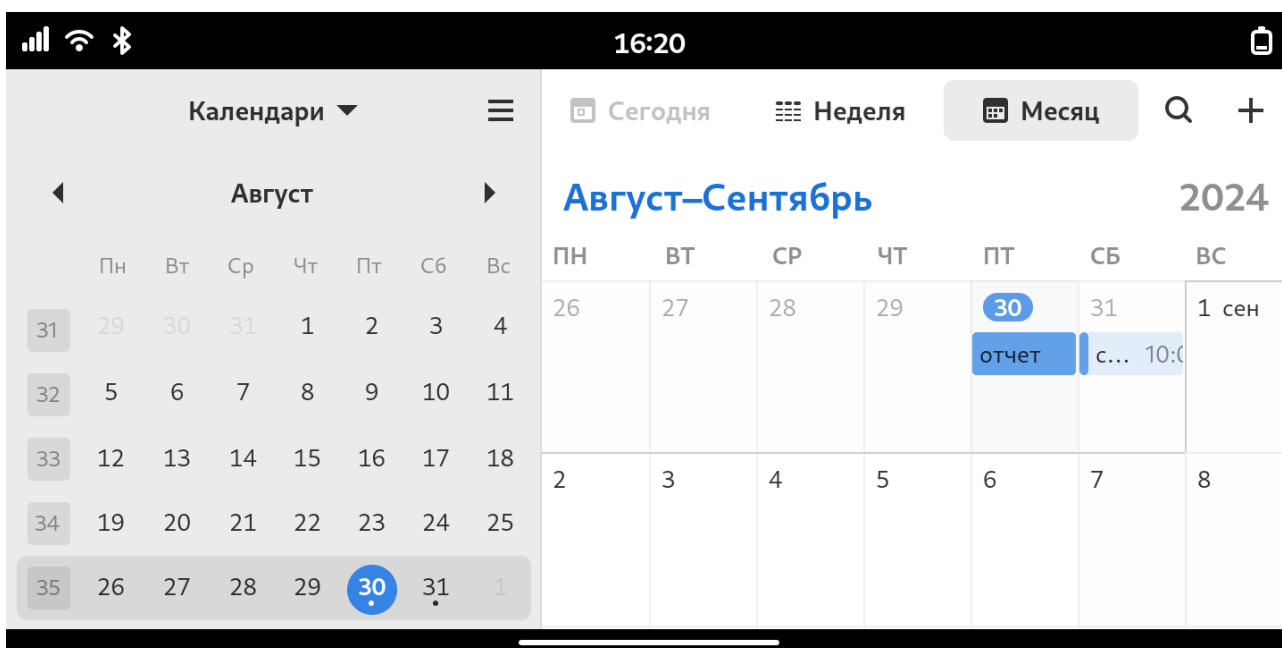 16:20
Календари
Сегодня
Неделя
Месяц
Август
Август–Сентябрь 2024
Пн Вт Ср Чт Пт Сб Вс
ПН ВТ СР ЧТ ПТ СБ ВС
31 29 30 31 1 2 3 4
32 5 6 7 8 9 10 11
33 12 13 14 15 16 17 18
34 19 20 21 22 23 24 25
35 26 27 28 29 30 31 1
26 27 28 29 30 31 1 сен
отчет с... 10:0
2 3 4 5 6 7 8